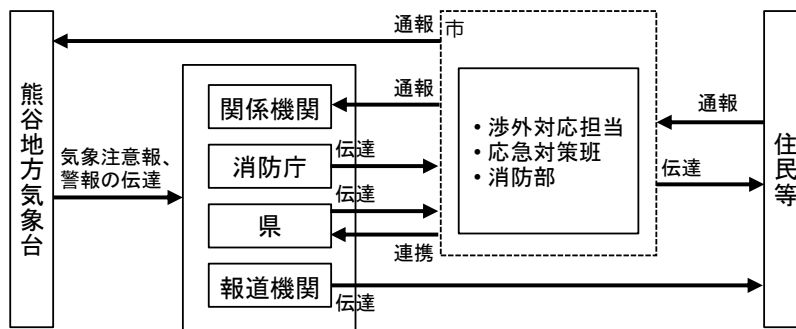 通報
市
熊谷地方気象台
気象注意報、
警報の伝達
関係機関
通報
消防庁
伝達
伝達
県
連携
報道機関
伝達
・渉外対応担当
・応急対策班
・消防部
通報
伝達
住民等